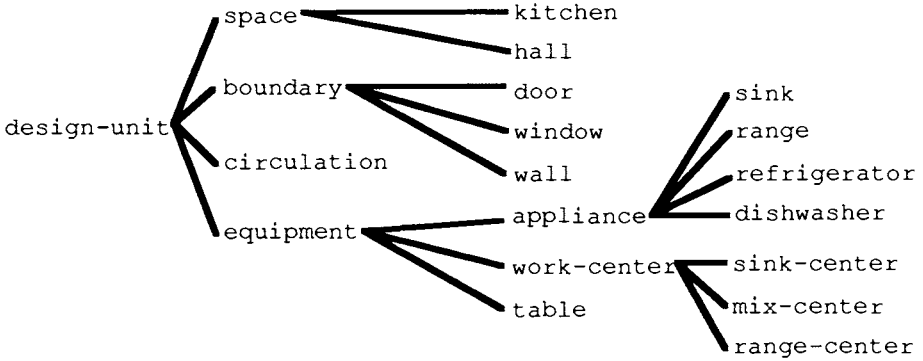 design-unit
space
kitchen
hall
boundary
door
window
wall
circulation
equipment
appliance
sink
range
refrigerator
dishwasher
work-center
sink-center
mix-center
range-center
table